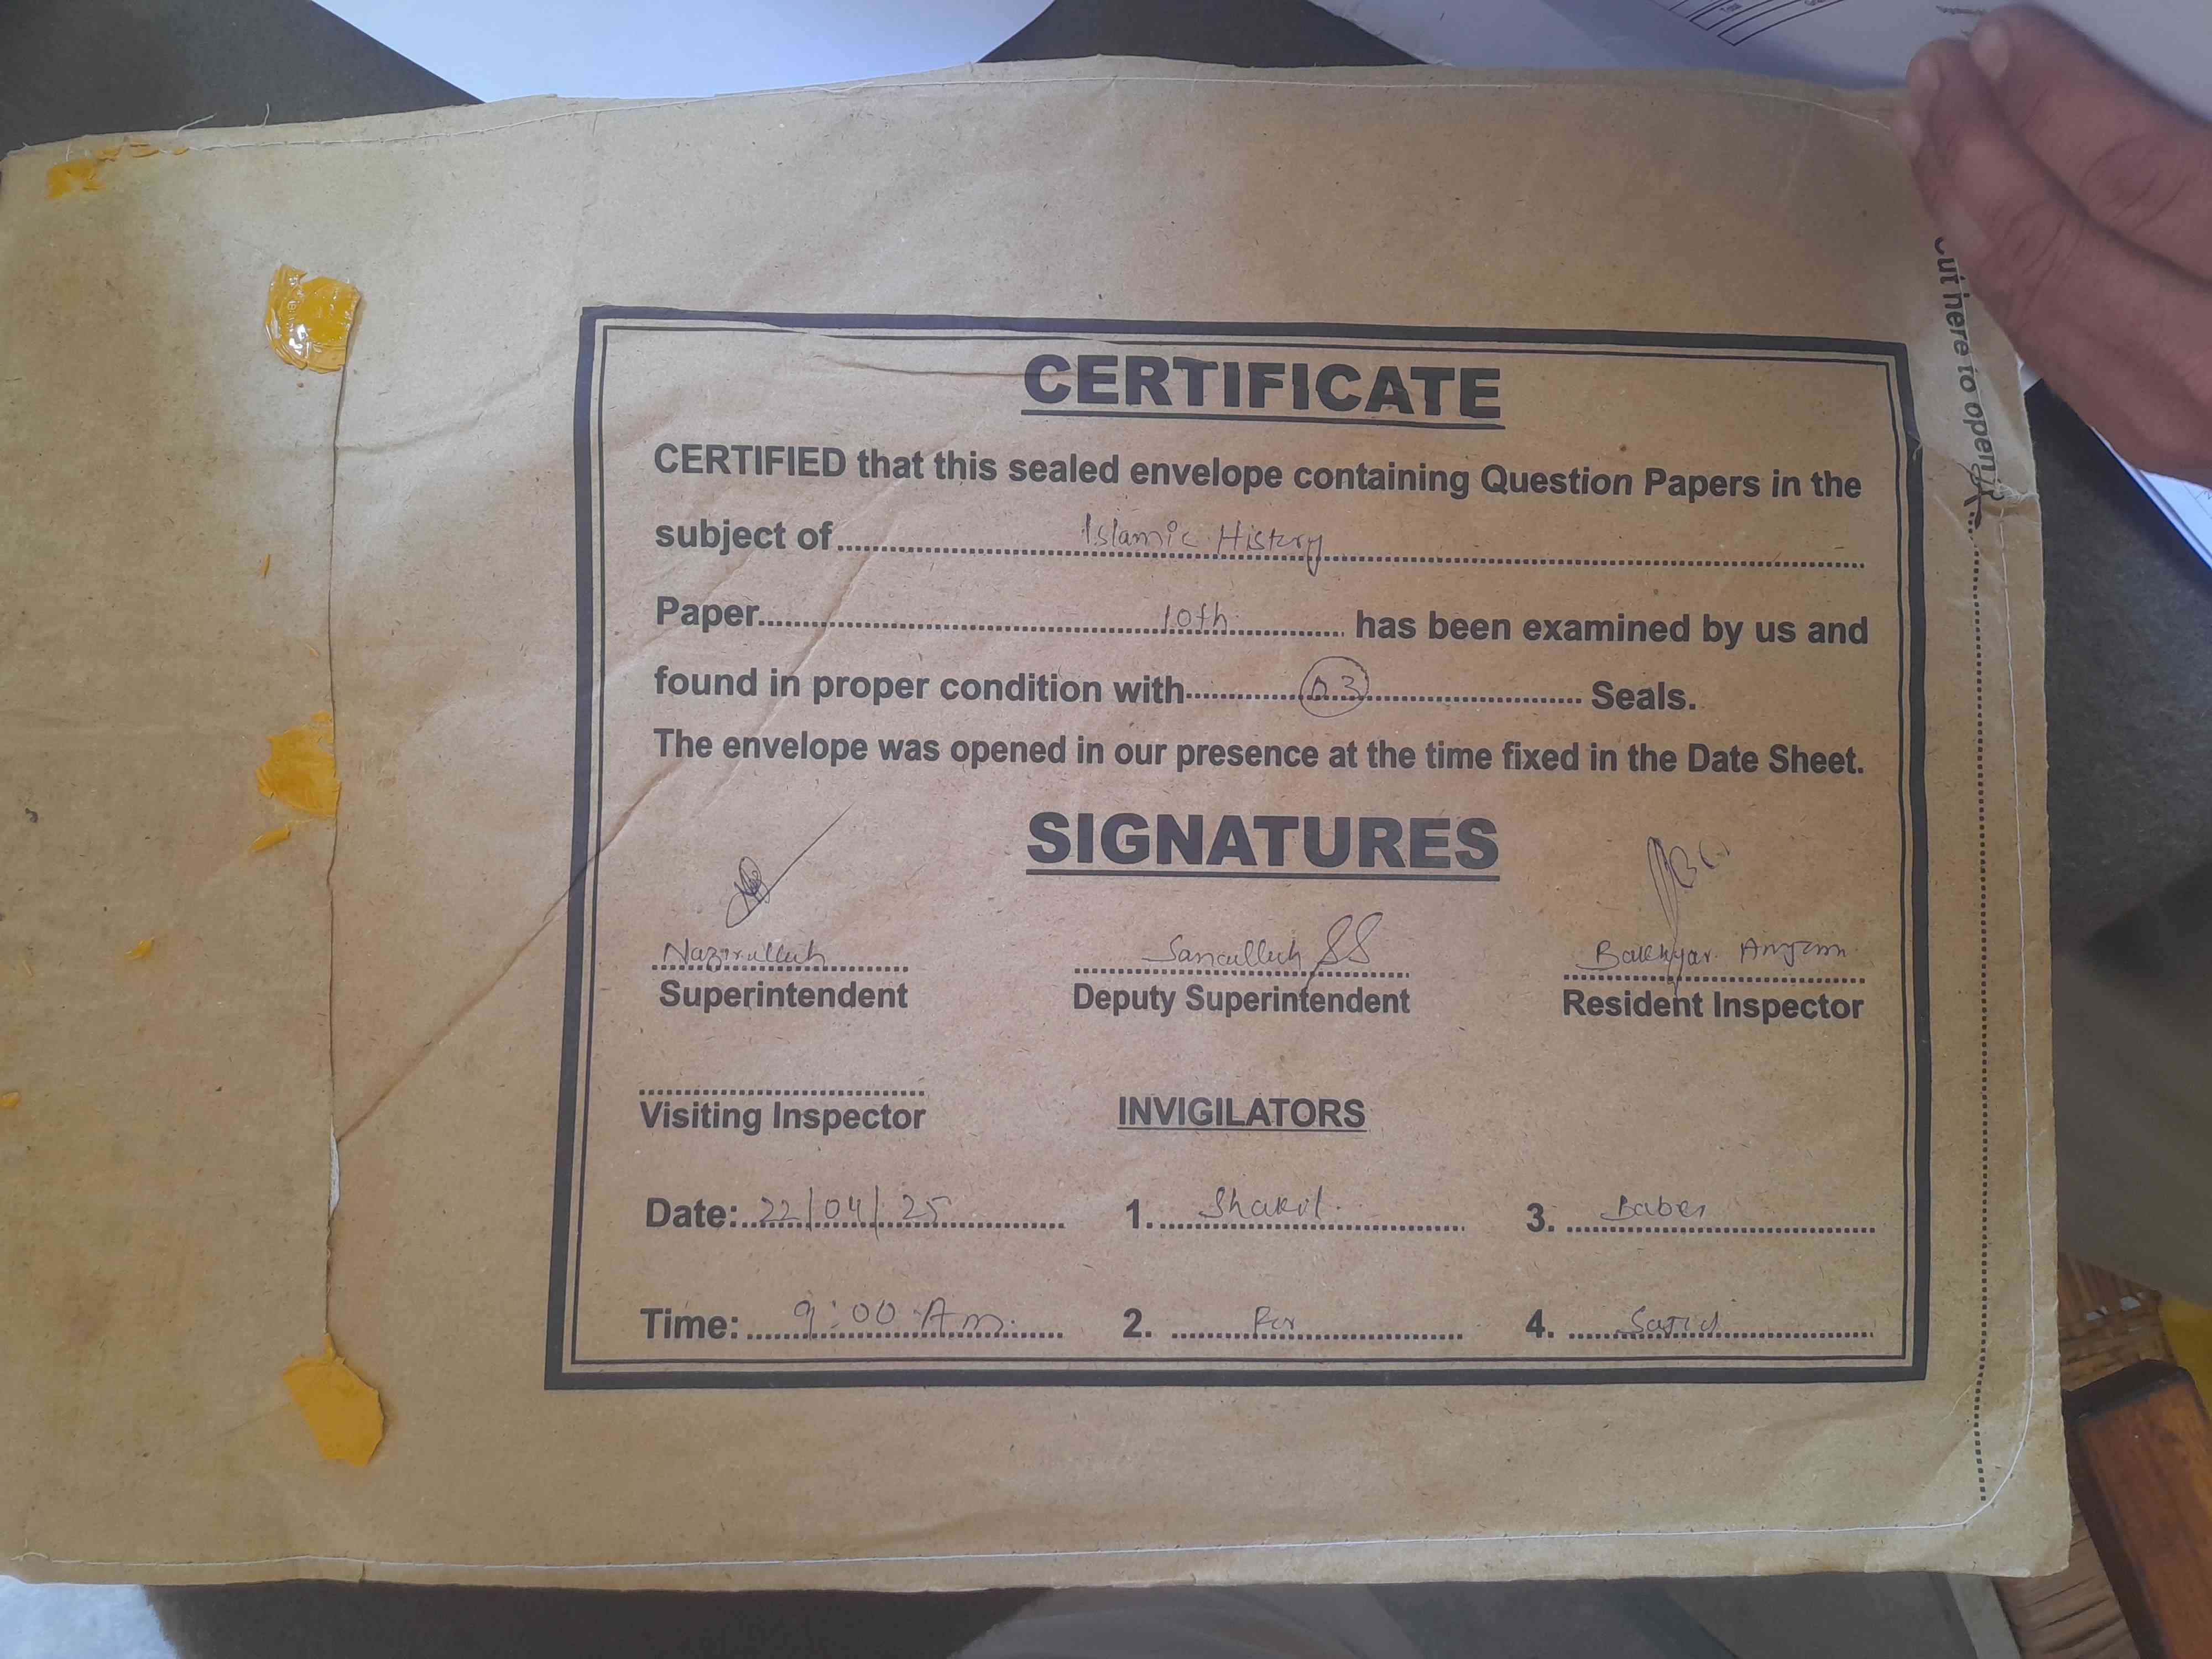 CERTIFICATE
CERTIFIED that this sealed envelope containing Question Papers in the
subject of Islamic History
Paper 10th has been examined by us and
found in proper condition with 03 Seals.
The envelope was opened in our presence at the time fixed in the Date Sheet.
SIGNATURES
Nazirullah Sanaullah Bakhyar Anjum
Superintendent Deputy Superintendent Resident Inspector
Visiting Inspector INVIGILATORS
Date: 22/04/25 1. Shakil 3. Baber
Time: 9:00 Am 2. 4. Sajid
Cut here to open